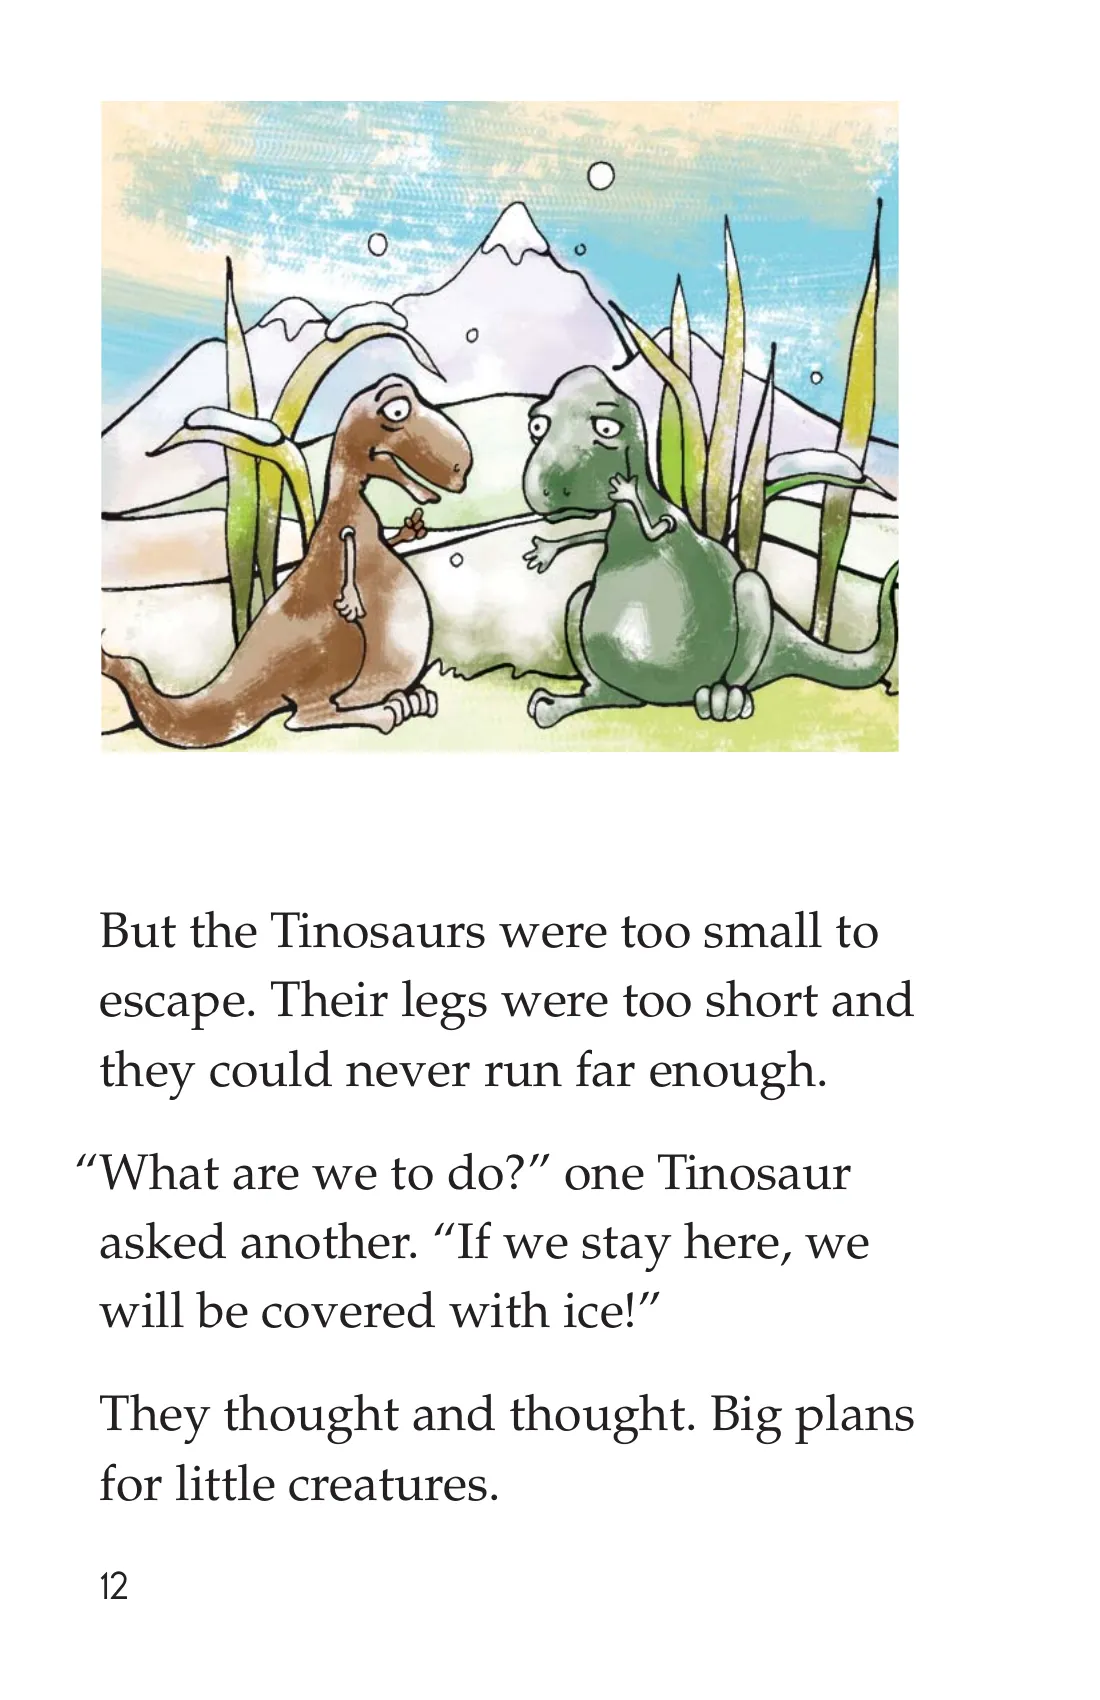 But the Tinosaurs were too small to
escape. Their legs were too short and
they could never run far enough.
“What are we to do?” one Tinosaur
asked another. “If we stay here, we
will be covered with ice!”
They thought and thought. Big plans
for little creatures.
12